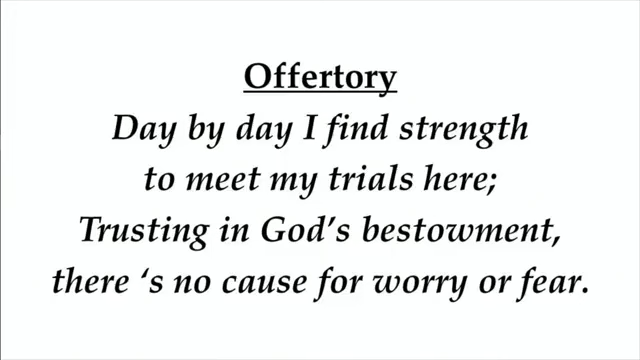 Offertory
Day by day I find strength
to meet my trials here;
Trusting in God’s bestowment,
there ‘s no cause for worry or fear.